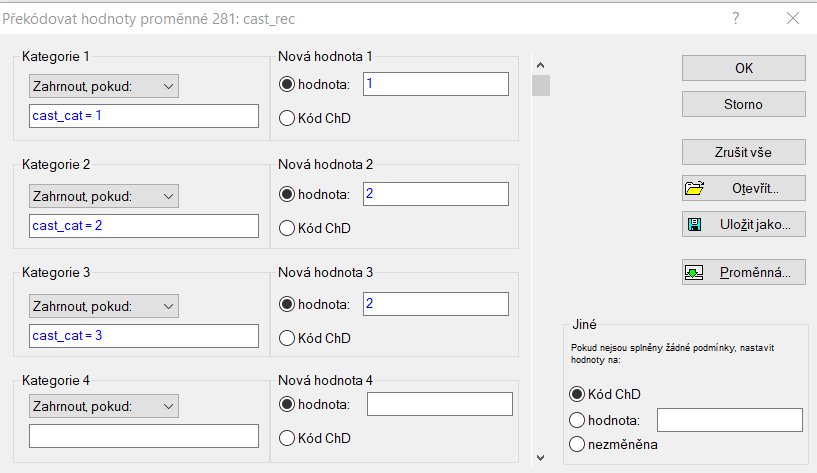 Překódovat hodnoty proměnné 281: cast_rec
?
Kategorie 1
Zahrnout, pokud:
cast_cat = 1
Nová hodnota 1
hodnota: 1
Kód ChD
Kategorie 2
Zahrnout, pokud:
cast_cat = 2
Nová hodnota 2
hodnota: 2
Kód ChD
Kategorie 3
Zahrnout, pokud:
cast_cat = 3
Nová hodnota 3
hodnota: 2
Kód ChD
Kategorie 4
Zahrnout, pokud:
Nová hodnota 4
hodnota:
Kód ChD
OK
Storno
Zrušit vše
Otevřít...
Uložit jako...
Proměnná...
Jiné
Pokud nejsou splněny žádné podmínky, nastavit
hodnoty na:
Kód ChD
hodnota:
nezměněna